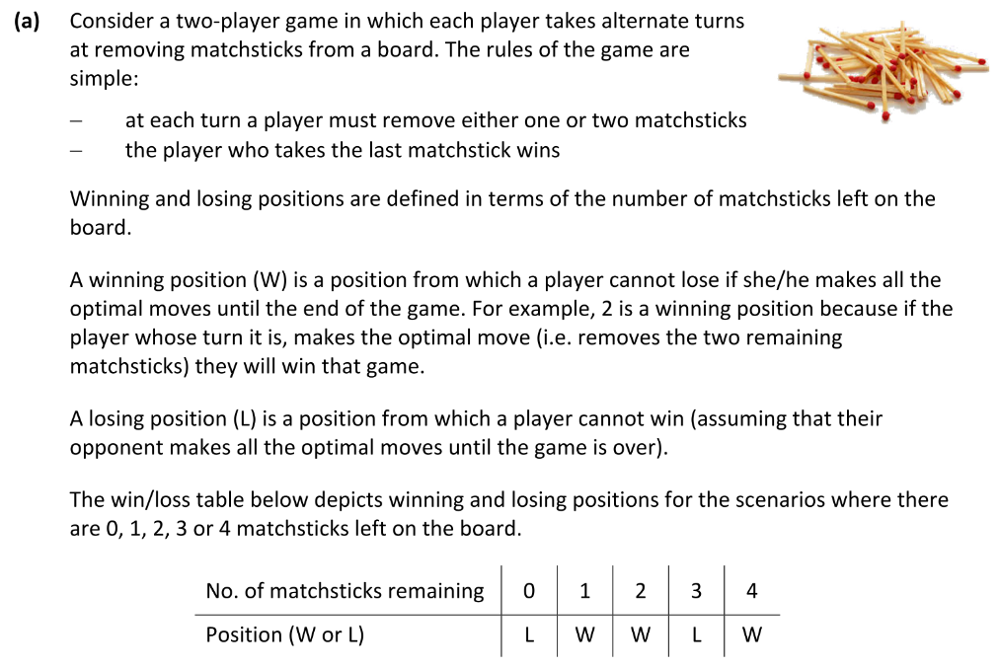 (a) Consider a two-player game in which each player takes alternate turns
at removing matchsticks from a board. The rules of the game are
simple:
– at each turn a player must remove either one or two matchsticks
– the player who takes the last matchstick wins
Winning and losing positions are defined in terms of the number of matchsticks left on the
board.
A winning position (W) is a position from which a player cannot lose if she/he makes all the
optimal moves until the end of the game. For example, 2 is a winning position because if the
player whose turn it is, makes the optimal move (i.e. removes the two remaining
matchsticks) they will win that game.
A losing position (L) is a position from which a player cannot win (assuming that their
opponent makes all the optimal moves until the game is over).
The win/loss table below depicts winning and losing positions for the scenarios where there
are 0, 1, 2, 3 or 4 matchsticks left on the board.
No. of matchsticks remaining 0 1 2 3 4
Position (W or L) L W W L W